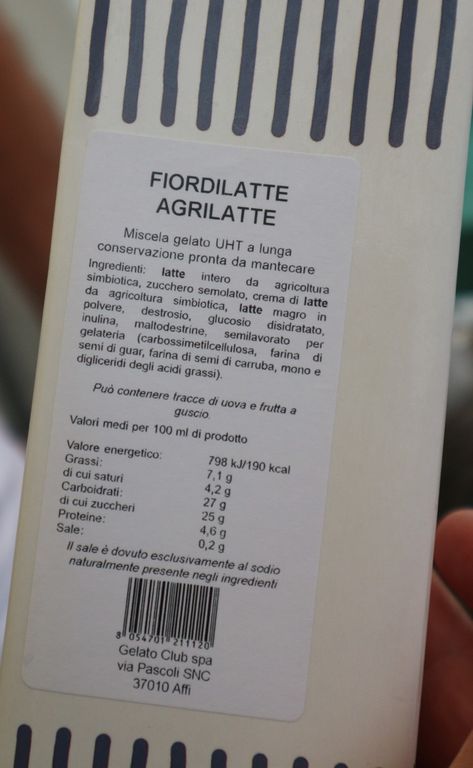 FIORDILATTE
AGRILATTE
Miscela gelato UHT a lunga
conservazione pronta da mantecare
Ingredienti: latte intero da agricoltura
simbiotica, zucchero semolato, crema di latte
da agricoltura simbiotica, latte magro in
polvere, destrosio, glucosio disidratato,
inulina, maltodestrine, semilavorato per
gelateria (carbossimetilcellulosa, farina di
semi di guar, farina di semi di carruba, mono e
digliceridi degli acidi grassi).
Può contenere tracce di uova e frutta a
guscio.
Valori medi per 100 ml di prodotto
Valore energetico: 798 kJ/190 kcal
Grassi: 7,1 g
di cui saturi 4,2 g
Carboidrati: 27 g
di cui zuccheri 25 g
Proteine: 4,6 g
Sale: 0,2 g
Il sale è dovuto esclusivamente al sodio
naturalmente presente negli ingredienti
8 054701 211120
Gelato Club spa
via Pascoli SNC
37010 Affi